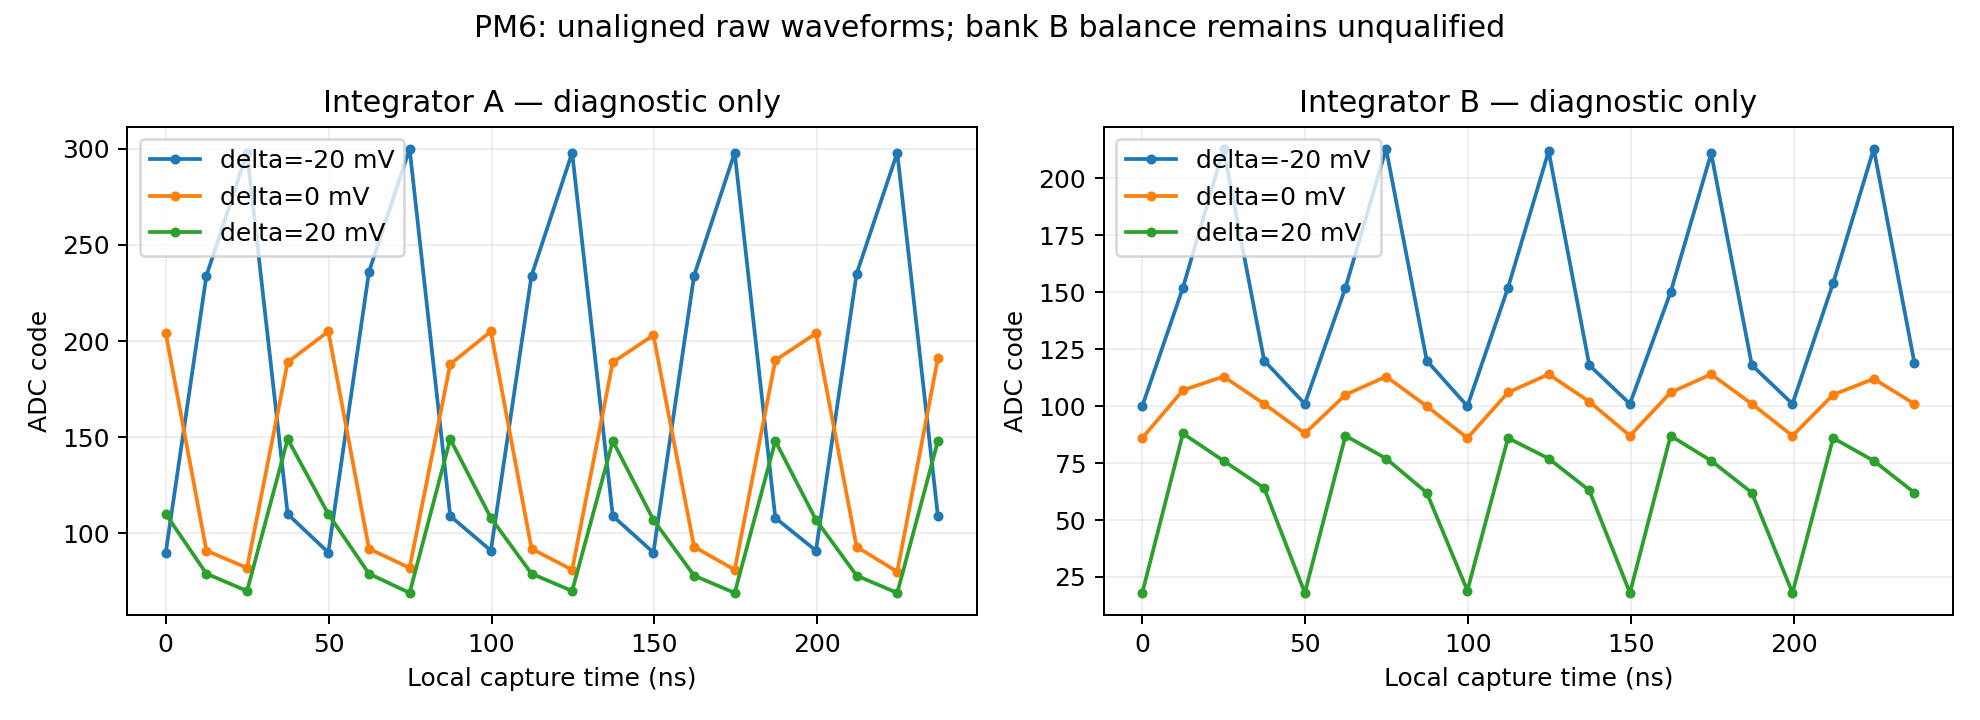 PM6: unaligned raw waveforms; bank B balance remains unqualified
Integrator A — diagnostic only
delta=-20 mV
delta=0 mV
delta=20 mV
300
250
200
150
100
ADC code
0
50
100
150
200
Local capture time (ns)
Integrator B — diagnostic only
delta=-20 mV
delta=0 mV
delta=20 mV
200
175
150
125
100
75
50
25
ADC code
0
50
100
150
200
Local capture time (ns)